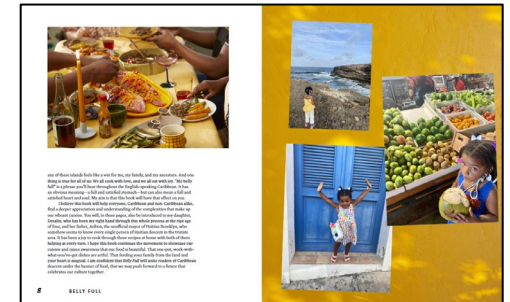 any of these islands feels like a win for me, my family, and my ancestors. And one
thing is true for all of us: We all cook with love, and we all eat with joy. "Me belly
full" is a phrase you'll hear throughout the English-speaking Caribbean. It has
an obvious meaning—a full and satisfied stomach—but can also mean a full and
satisfied heart and soul. My aim is that this book will have that effect on you.
I believe this book will help everyone, Caribbean and non-Caribbean alike,
find a deeper appreciation and understanding of the complexities that make up
our vibrant cuisine. You will, in these pages, also be introduced to my daughter,
who has been my right hand through this whole process at the ripe age
of four, and her father, the unofficial mayor of Haitian Brooklyn, who
somehow seems to know every single person of Haitian descent in the tristate
area. It has been a joy to cook through these recipes at home with both of them
helping at every turn. I hope this book continues the movement to showcase our
cuisine and raises awareness that our food is beautiful. That one-pot, work-with-
what-you've-got dishes are artful. That feeding your family from the land and
your heart is magical. I am confident that Belly Full will unite readers of Caribbean
descent under the banner of food, that we may push forward to a future that
celebrates our culture together.
8 BELLY FULL